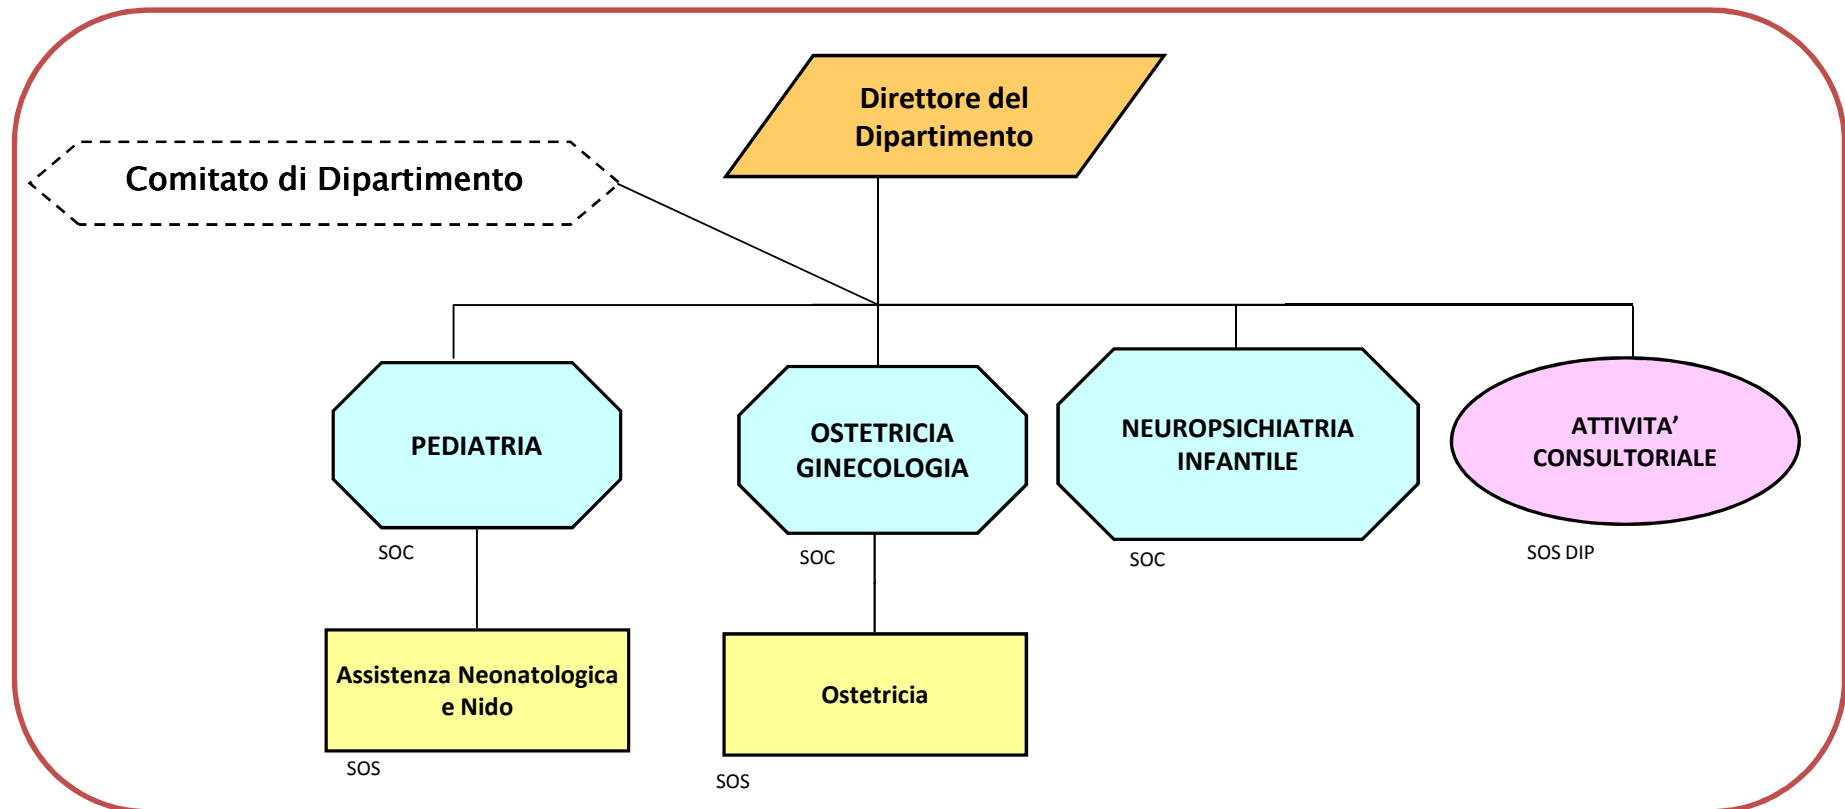 Direttore del
Dipartimento
Comitato di Dipartimento
PEDIATRIA
SOC
OSTETRICIA
GINECOLOGIA
SOC
NEUROPSICHIATRIA
INFANTILE
SOC
ATTIVITA’
CONSULTORIALE
SOS DIP
Assistenza Neonatologica
e Nido
SOS
Ostetricia
SOS